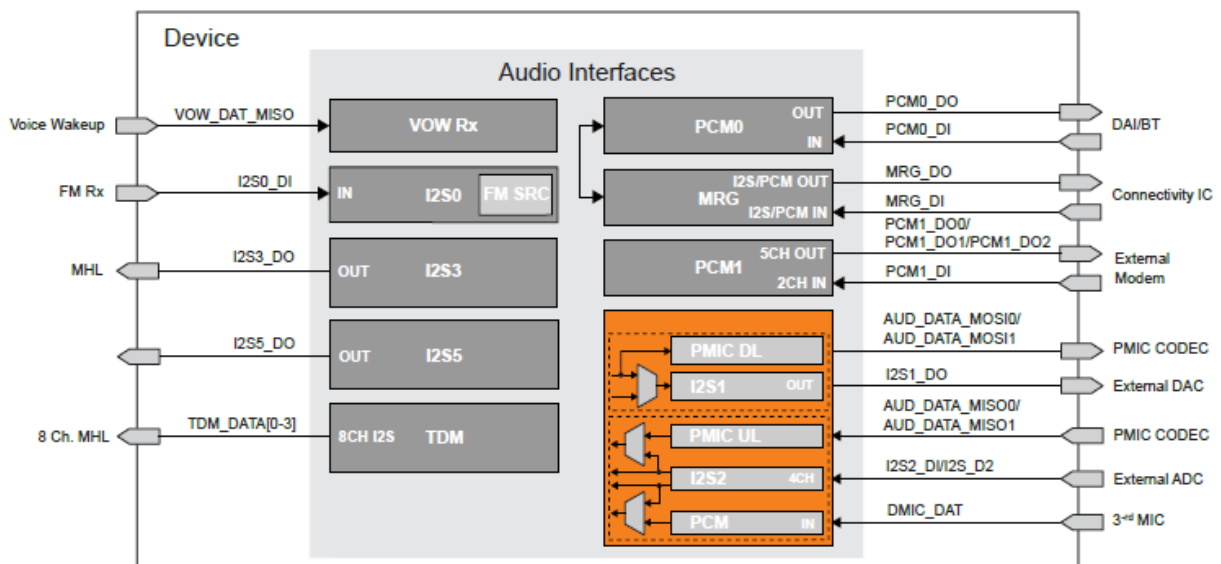 Device
Audio Interfaces
Voice Wakeup
VOW_DAT_MISO
VOW Rx
FM Rx
I2S0_DI
IN
I2S0
FM SRC
MHL
I2S3_DO
OUT
I2S3
I2S5_DO
OUT
I2S5
8 Ch. MHL
TDM_DATA[0-3]
8CH I2S
TDM
PCM0
OUT
IN
PCM0_DO
PCM0_DI
DAI/BT
MRG
I2S/PCM OUT
I2S/PCM IN
MRG_DO
MRG_DI
Connectivity IC
PCM1
5CH OUT
2CH IN
PCM1_DO0/
PCM1_DO1/PCM1_DO2
PCM1_DI
External
Modem
PMIC DL
AUD_DATA_MOSI0/
AUD_DATA_MOSI1
PMIC CODEC
I2S1
OUT
I2S1_DO
External DAC
PMIC UL
AUD_DATA_MISO0/
AUD_DATA_MISO1
PMIC CODEC
I2S2
4CH
I2S2_DI/I2S_D2
External ADC
PCM
IN
DMIC_DAT
3-rd MIC